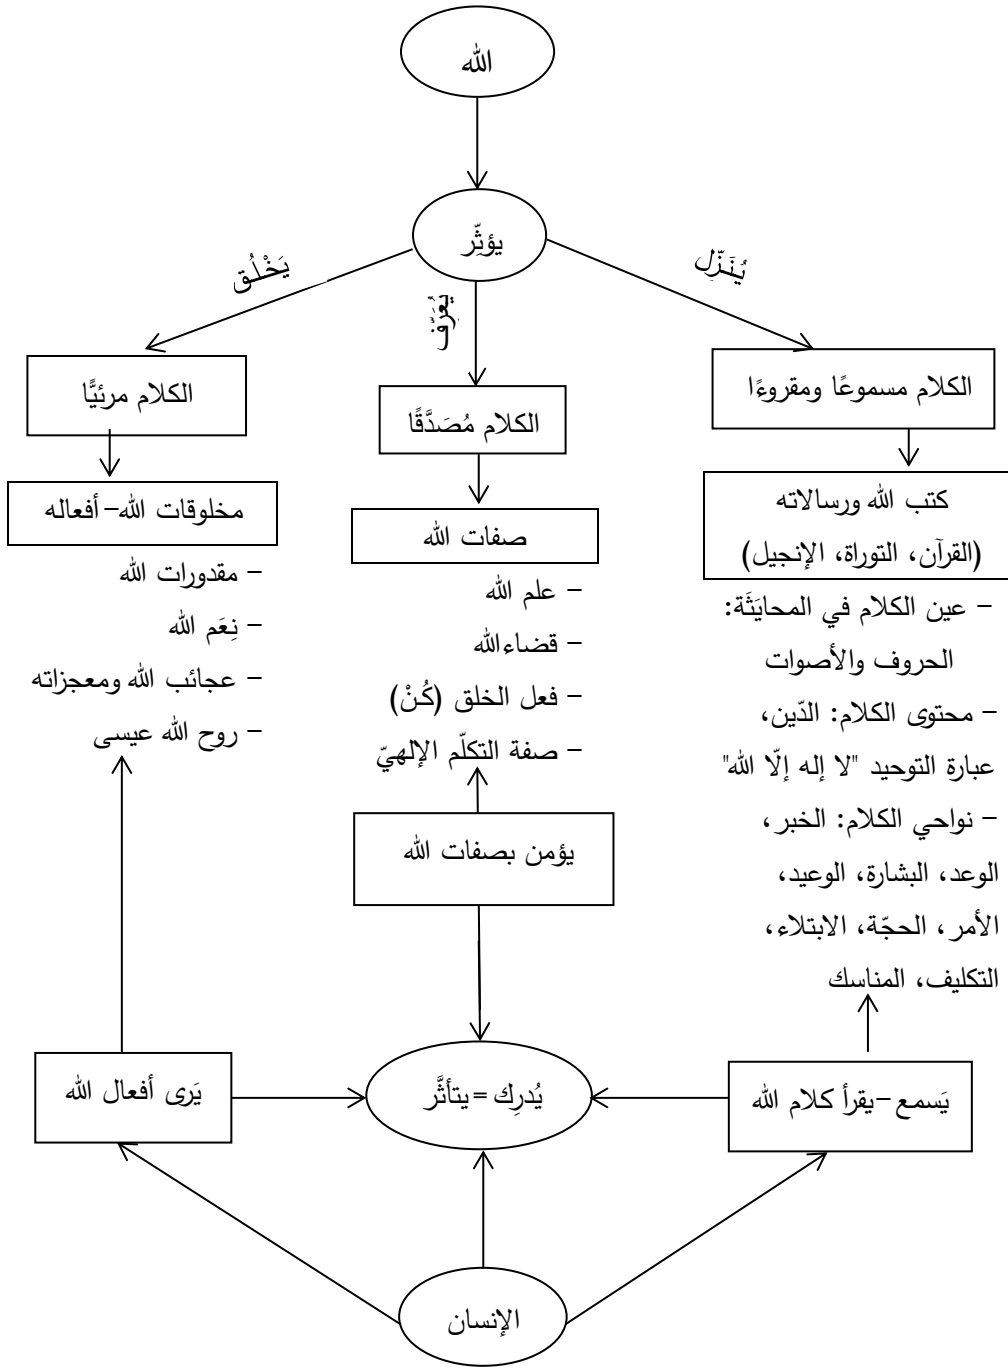 الله
يؤثِّر
يُنَزِّل
يُعَرِّف
يَخْلُق
الكلام مسموعًا ومقروءًا
الكلام مُصَدَّقًا
الكلام مرئيًّا
كتب الله ورسالاته
(القرآن، التوراة، الإنجيل)
– عين الكلام في المحايَثَة:
الحروف والأصوات
– محتوى الكلام: الدّين،
عبارة التوحيد "لا إله إلّا الله"
– نواحي الكلام: الخبر،
الوعد، البشارة، الوعيد،
الأمر، الحجّة، الابتلاء،
التكليف، المناسك
صفات الله
– علم الله
– قضاءالله
– فعل الخلق (كُنْ)
– صفة التكلّم الإلهيّ
مخلوقات الله– أفعاله
– مقدورات الله
– نِعَم الله
– عجائب الله ومعجزاته
– روح الله عيسى
يؤمن بصفات الله
يَسمع –يقرأ كلام الله
يُدرِك =يتأثَّر
يَرى أفعال الله
الإنسان